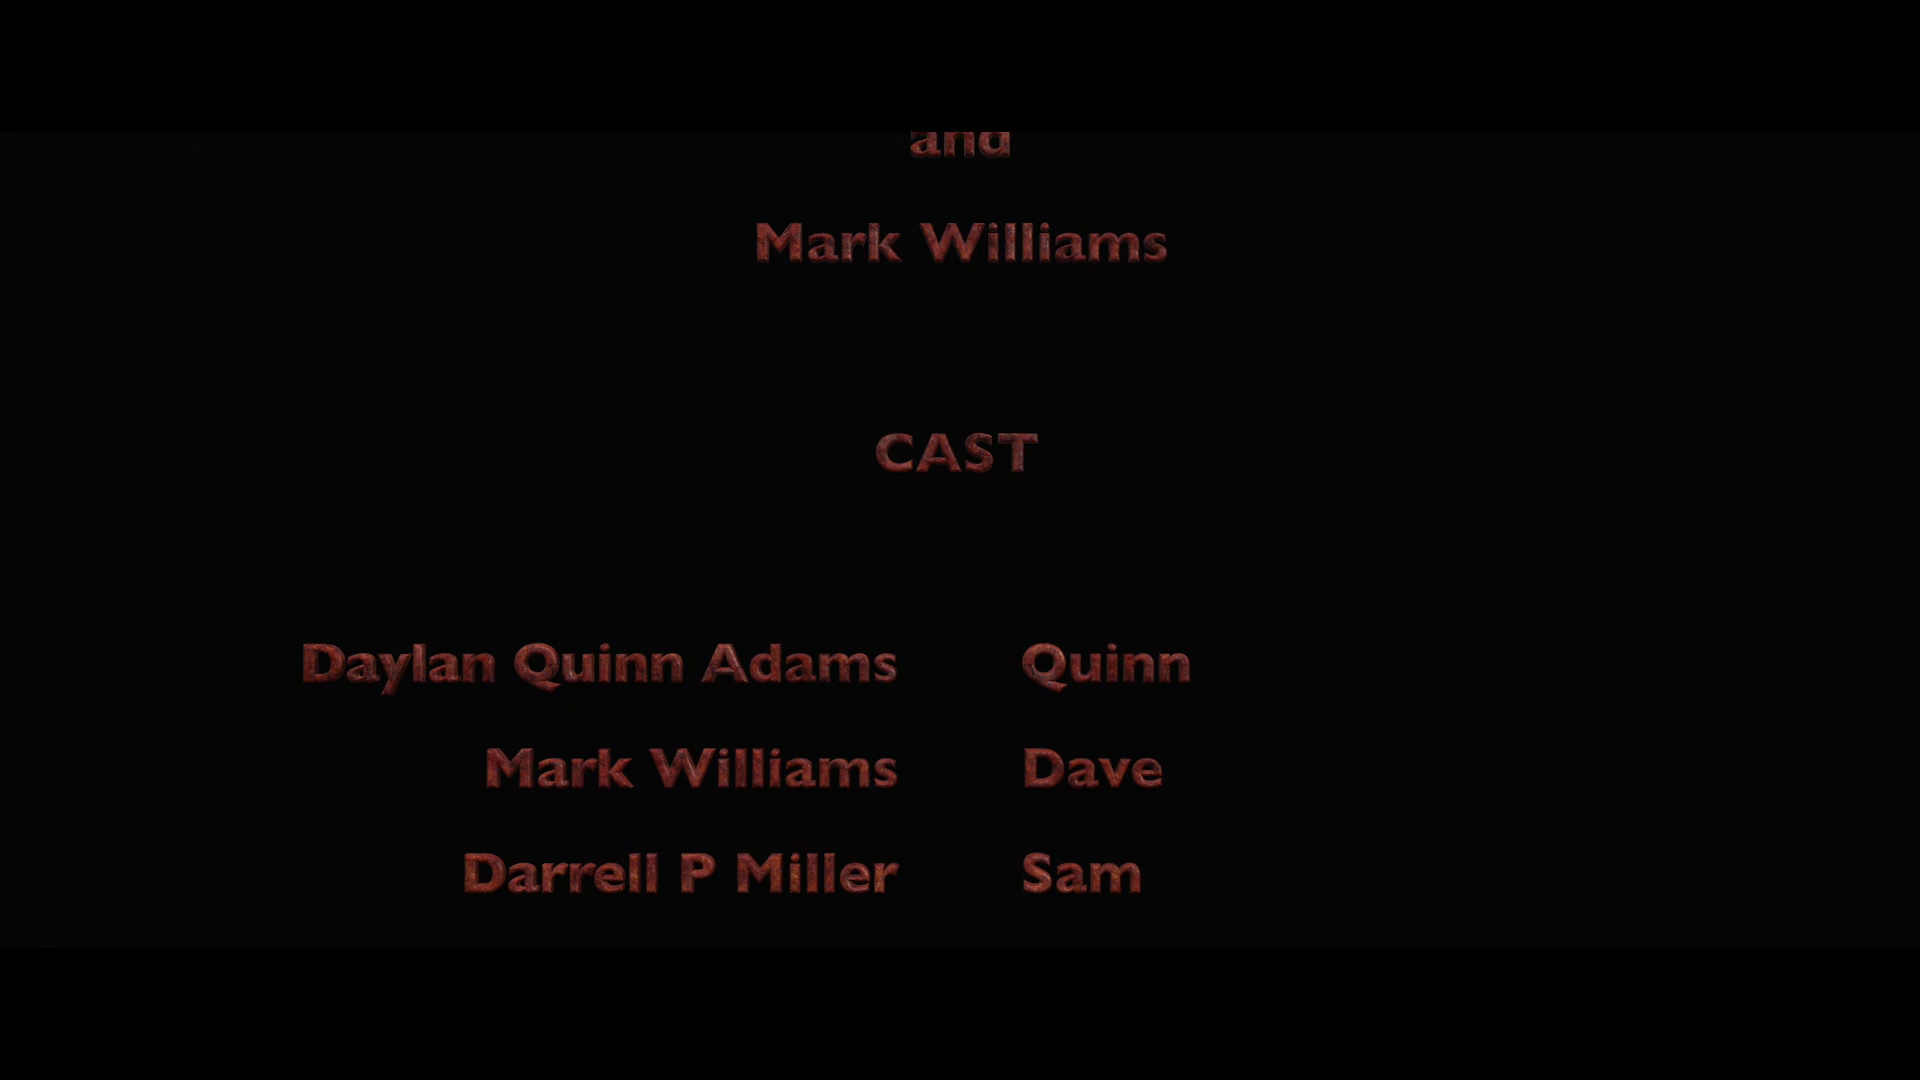 and
Mark Williams
CAST
Daylan Quinn Adams Quinn
Mark Williams Dave
Darrell P Miller Sam